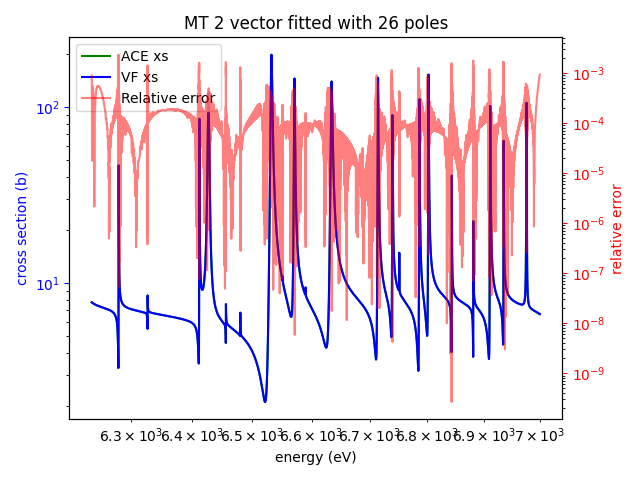 MT 2 vector fitted with 26 poles
ACE xs
VF xs
Relative error
10²
10¹
cross section (b)
10⁻³
10⁻⁴
10⁻⁵
10⁻⁶
10⁻⁷
10⁻⁸
10⁻⁹
relative error
6.3 × 10³ 6.4 × 10³ 6.5 × 10³ 6.6 × 10³ 6.7 × 10³ 6.8 × 10³ 6.9 × 10³ 7 × 10³
energy (eV)